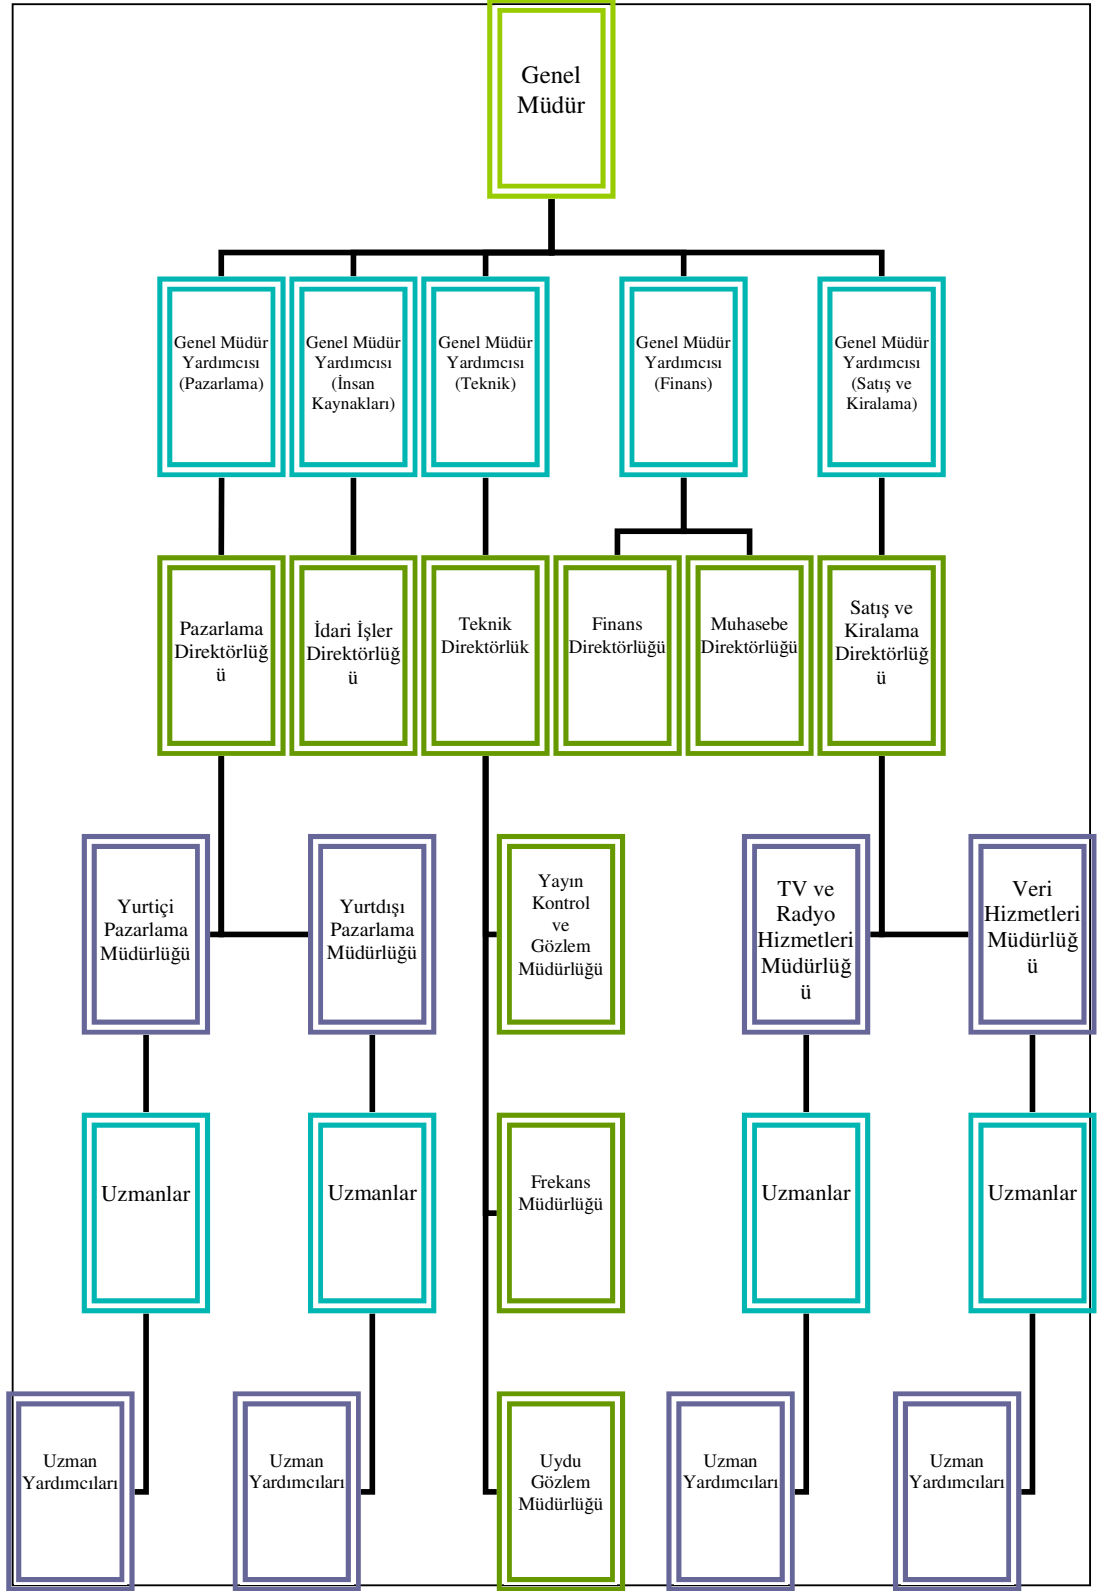 Genel
Müdür
Genel Müdür
Yardımcısı
(Pazarlama)
Genel Müdür
Yardımcısı
(İnsan
Kaynakları)
Genel Müdür
Yardımcısı
(Teknik)
Genel Müdür
Yardımcısı
(Finans)
Genel Müdür
Yardımcısı
(Satış ve
Kiralama)
Pazarlama
Direktörlüğ
ü
İdari İşler
Direktörlüğ
ü
Teknik
Direktörlük
Finans
Direktörlüğü
Muhasebe
Direktörlüğü
Satış ve
Kiralama
Direktörlüğ
ü
Yurtiçi
Pazarlama
Müdürlüğü
Yurtdışı
Pazarlama
Müdürlüğü
Yayın
Kontrol
ve
Gözlem
Müdürlüğü
TV ve
Radyo
Hizmetleri
Müdürlüğ
ü
Veri
Hizmetleri
Müdürlüğ
ü
Uzmanlar
Uzmanlar
Frekans
Müdürlüğü
Uzmanlar
Uzmanlar
Uzman
Yardımcıları
Uzman
Yardımcıları
Uydu
Gözlem
Müdürlüğü
Uzman
Yardımcıları
Uzman
Yardımcıları